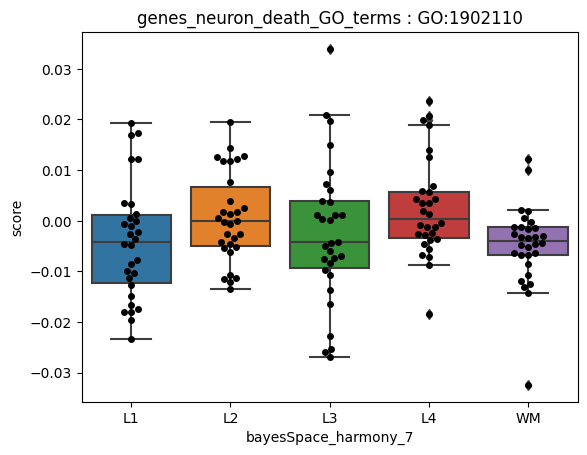 genes_neuron_death_GO_terms : GO:1902110
score
0.03
0.02
0.01
0.00
−0.01
−0.02
−0.03
L1 L2 L3 L4 WM
bayesSpace_harmony_7